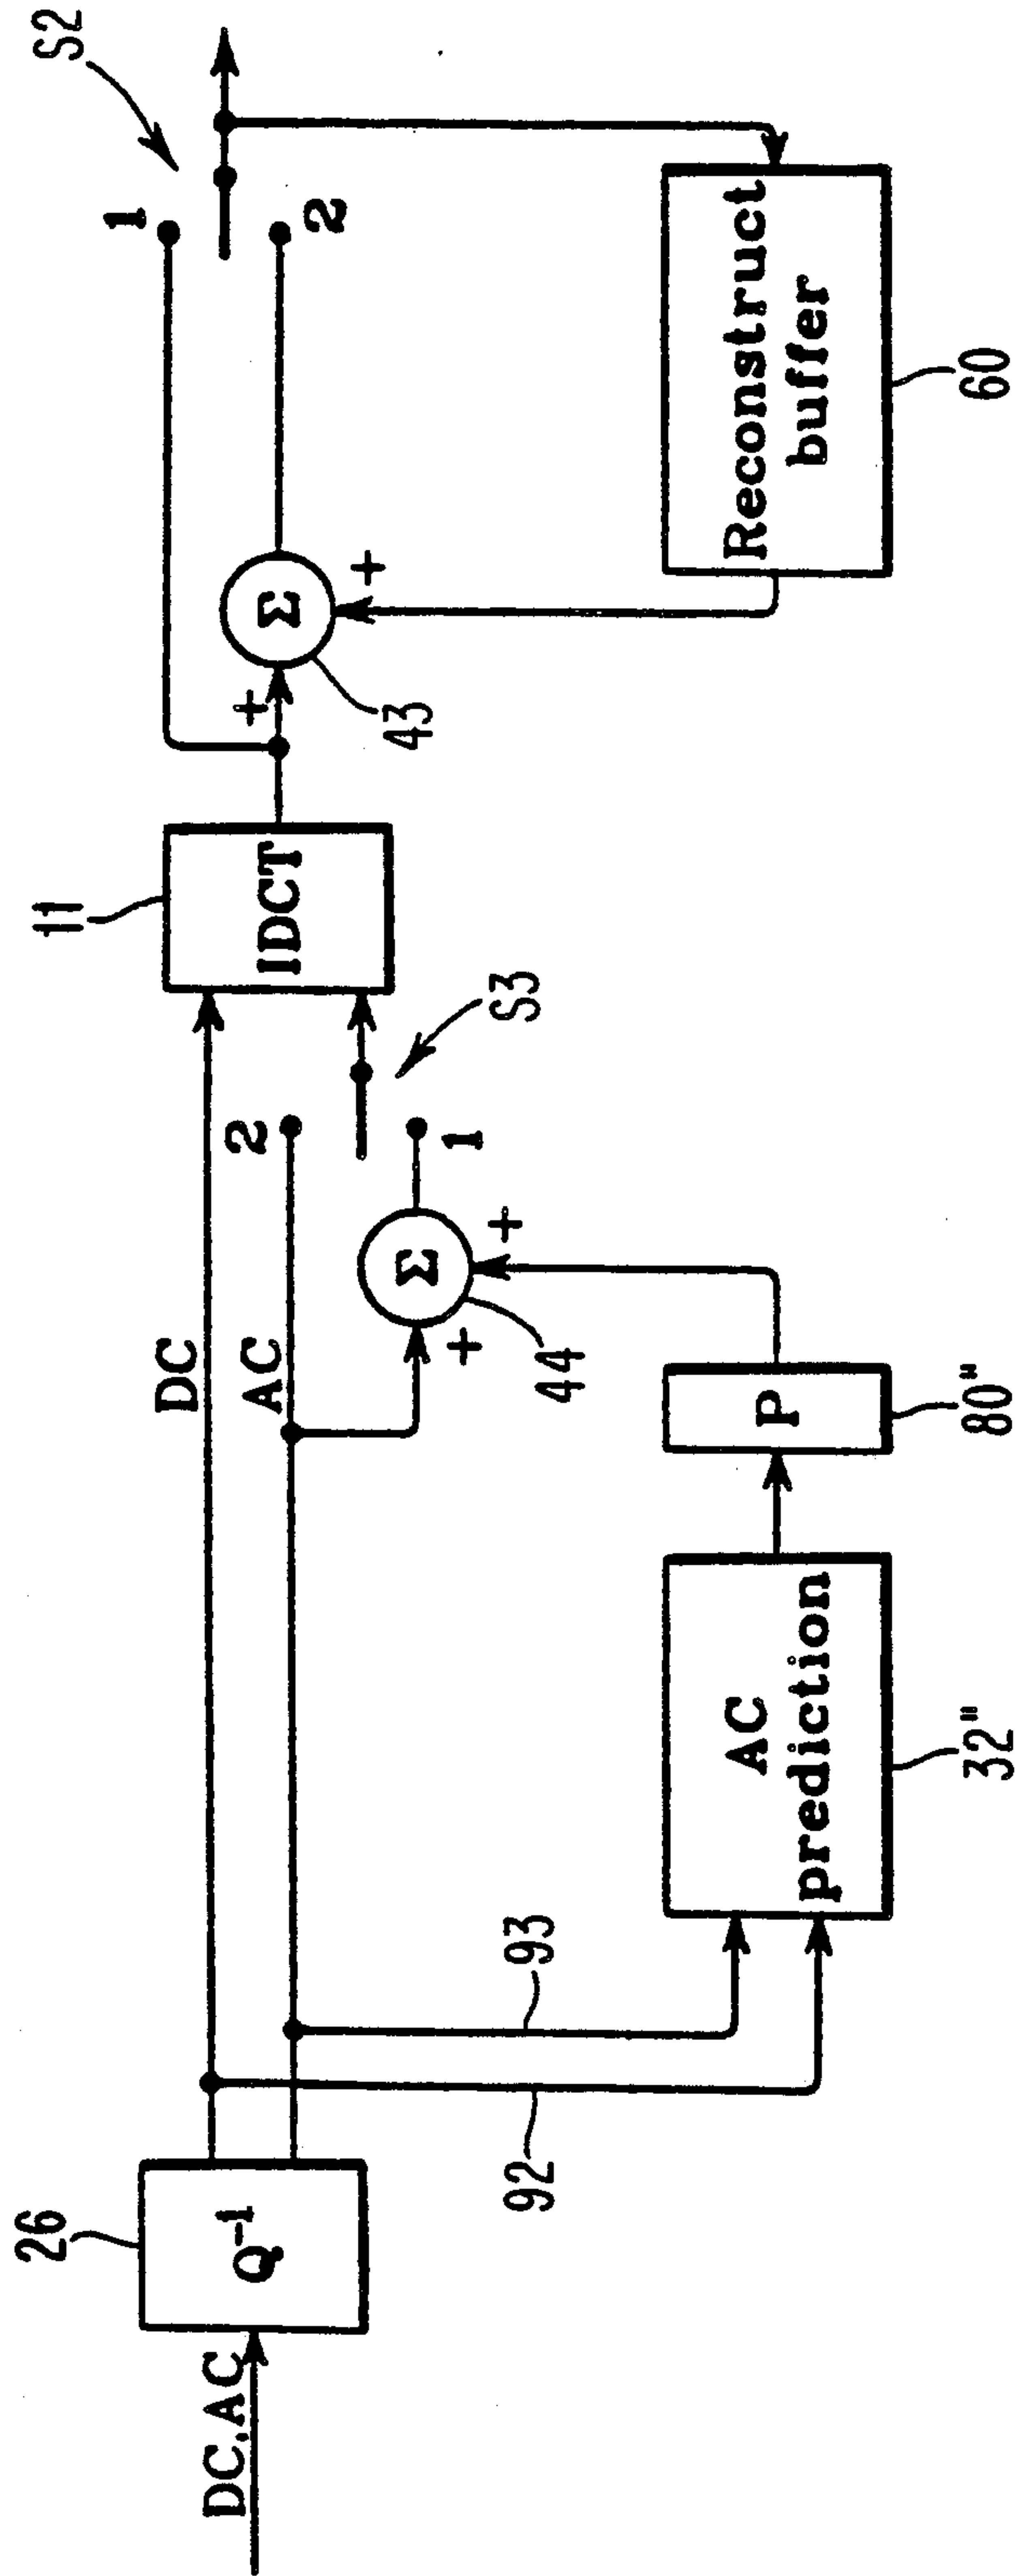 DC,AC
26
Q⁻¹
92
93
DC
AC
AC
prediction
32"
P
80"
+
+
Σ
44
2
1
S3
11
IDCT
+
+
Σ
43
1
2
S2
Reconstruct
buffer
60